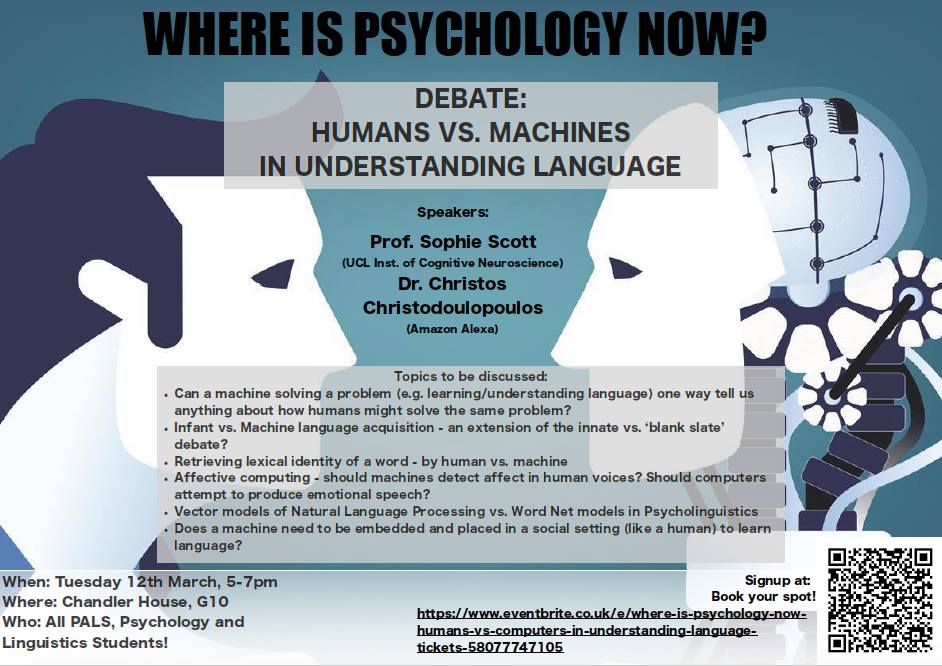 WHERE IS PSYCHOLOGY NOW?
DEBATE:
HUMANS VS. MACHINES
IN UNDERSTANDING LANGUAGE
Speakers:
Prof. Sophie Scott
(UCL Inst. of Cognitive Neuroscience)
Dr. Christos
Christodoulopoulos
(Amazon Alexa)
Topics to be discussed:
• Can a machine solving a problem (e.g. learning/understanding language) one way tell us
anything about how humans might solve the same problem?
• Infant vs. Machine language acquisition - an extension of the innate vs. ‘blank slate’
debate?
• Retrieving lexical identity of a word - by human vs. machine
• Affective computing - should machines detect affect in human voices? Should computers
attempt to produce emotional speech?
• Vector models of Natural Language Processing vs. Word Net models in Psycholinguistics
• Does a machine need to be embedded and placed in a social setting (like a human) to learn
language?
When: Tuesday 12th March, 5-7pm
Where: Chandler House, G10
Who: All PALS, Psychology and
Linguistics Students!
Signup at:
Book your spot!
https://www.eventbrite.co.uk/e/where-is-psychology-now-
humans-vs-computers-in-understanding-language-
tickets-58077747105